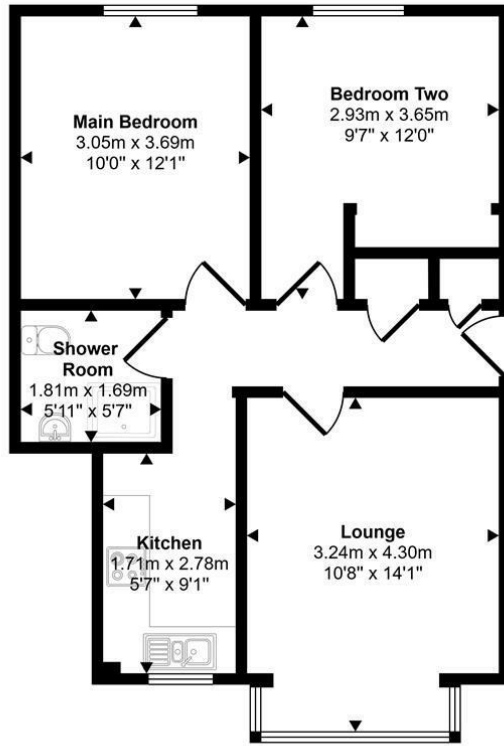 Main Bedroom
3.05m x 3.69m
10'0" x 12'1"
Bedroom Two
2.93m x 3.65m
9'7" x 12'0"
Shower
Room
1.81m x 1.69m
5'11" x 5'7"
Kitchen
1.71m x 2.78m
5'7" x 9'1"
Lounge
3.24m x 4.30m
10'8" x 14'1"